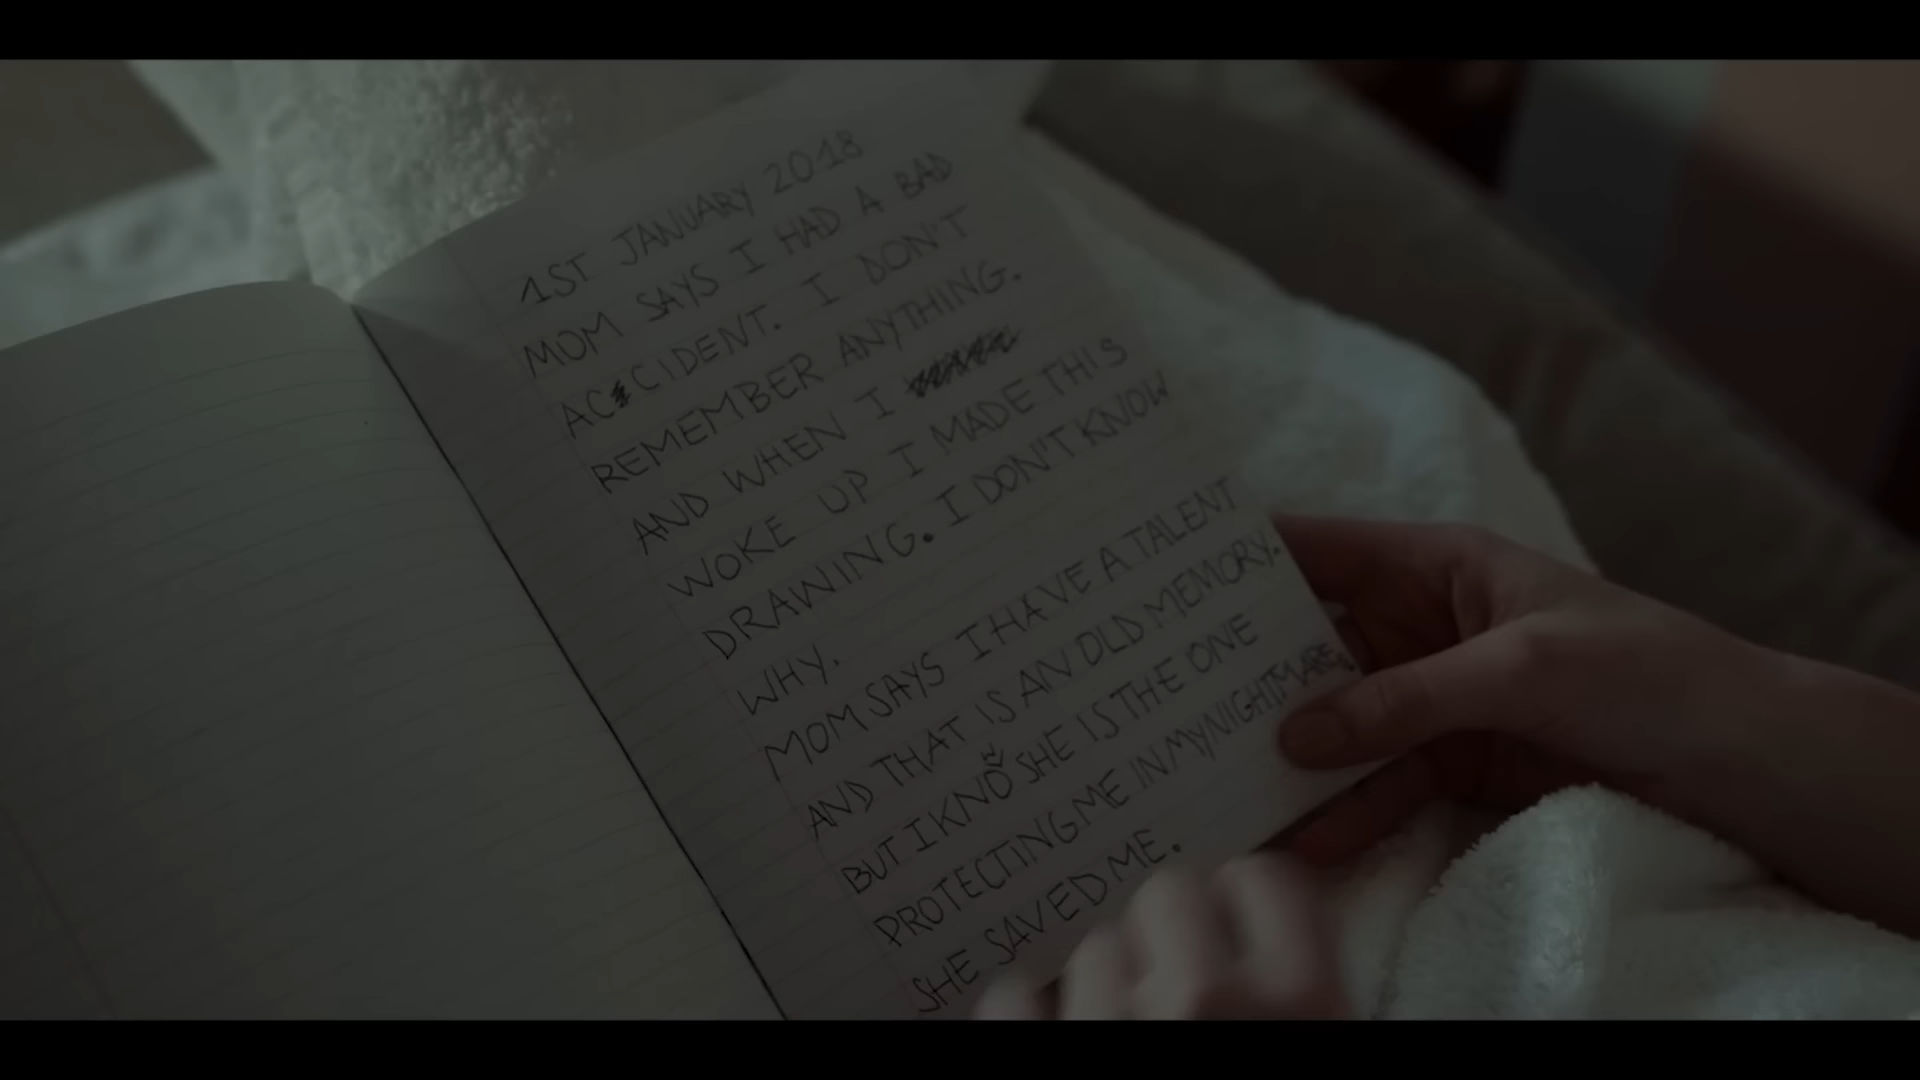 1ST JANUARY 2018
MOM SAYS I HAD A BAD
ACCIDENT. I DON'T
REMEMBER ANYTHING.
AND WHEN I
WOKE UP I MADE THIS
DRAWING. I DON'T KNOW
WHY.
MOM SAYS I HAVE A TALENT
AND THAT IS AN OLD MEMORY.
BUT I KNOW SHE IS THE ONE
PROTECTING ME IN MY NIGHTMARE.
SHE SAVED ME.